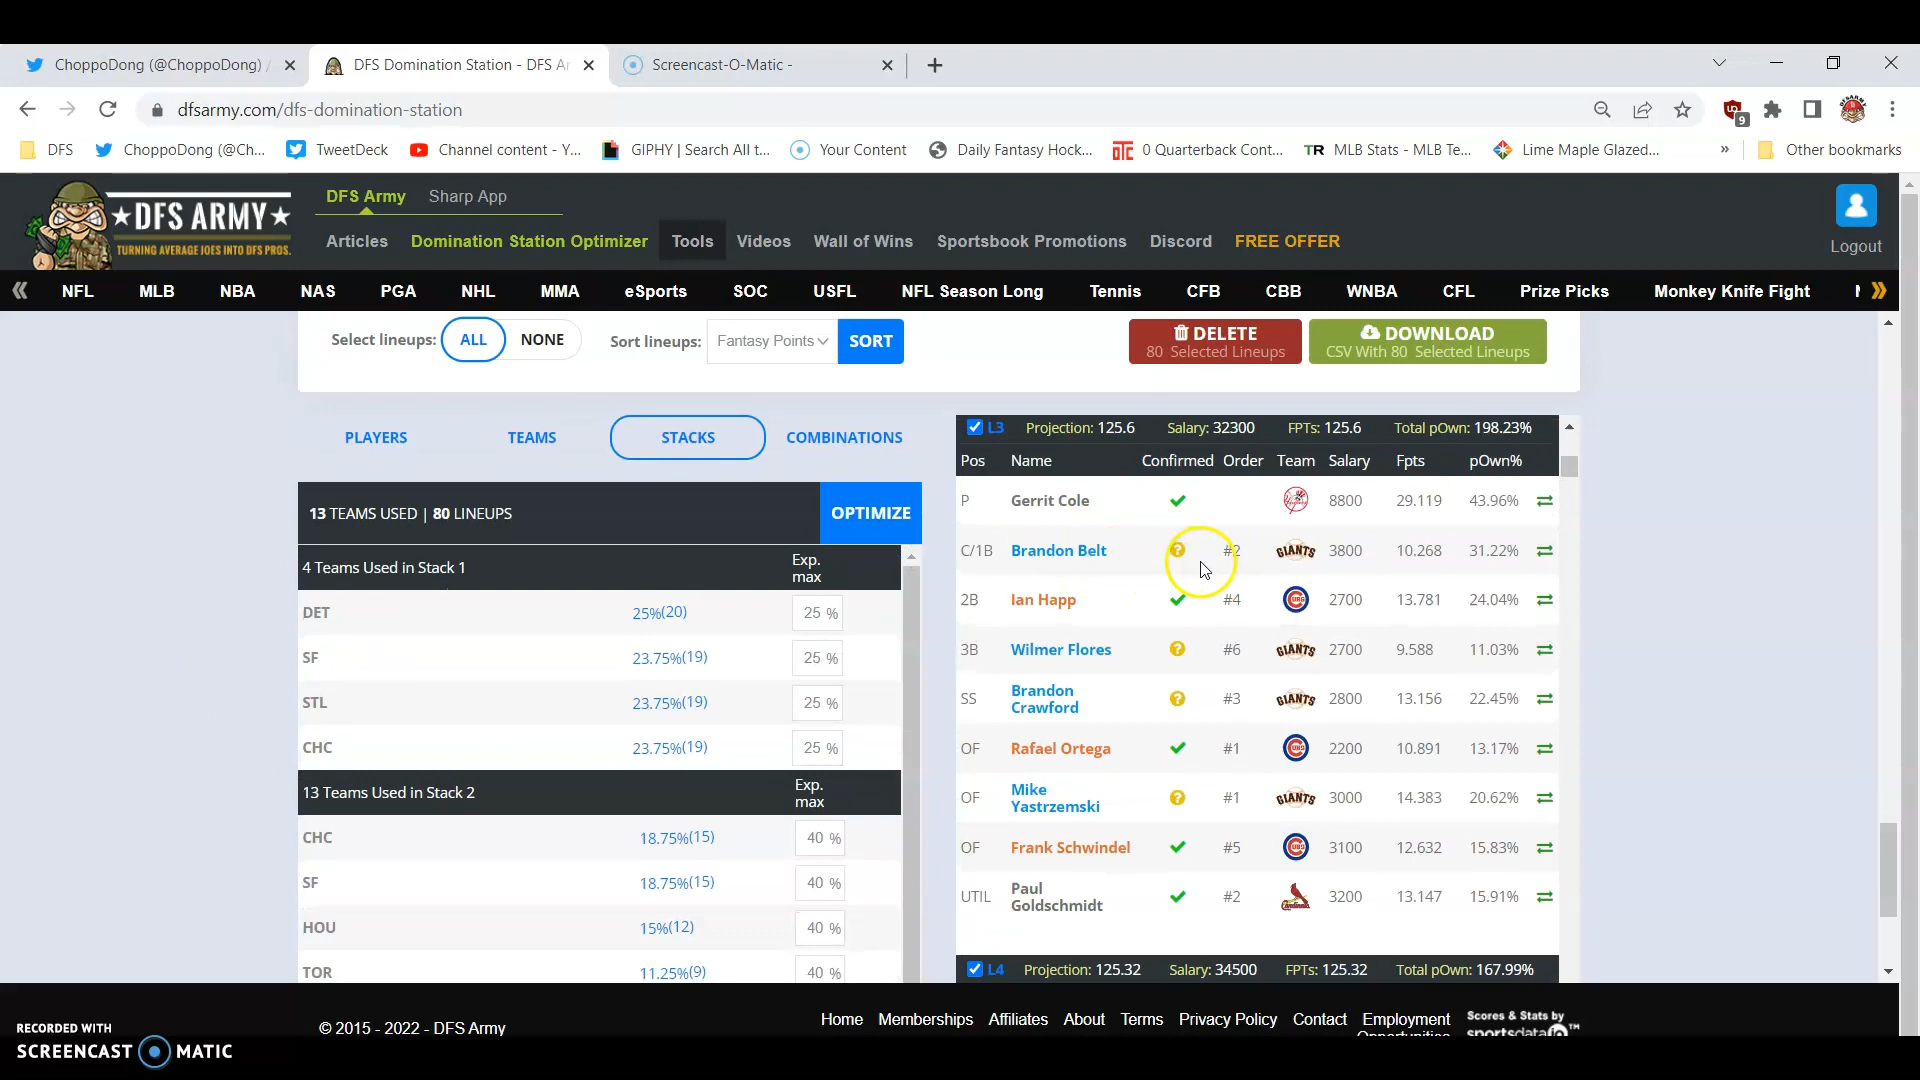 ChoppoDong (@ChoppoDong) /
DFS Domination Station - DFS Ar
Screencast-O-Matic -
dfsarmy.com/dfs-domination-station
9
DFS
ChoppoDong (@Ch...
TweetDeck
Channel content - Y...
GIPHY | Search All t...
Your Content
Daily Fantasy Hock...
0 Quarterback Cont...
TR MLB Stats - MLB Te...
Lime Maple Glazed...
»
Other bookmarks
DFS ARMY
TURNING AVERAGE JOES INTO DFS PROS.
DFS Army
Sharp App
Articles
Domination Station Optimizer
Tools
Videos
Wall of Wins
Sportsbook Promotions
Discord
FREE OFFER
Logout
NFL MLB NBA NAS PGA NHL MMA eSports SOC USFL NFL Season Long Tennis CFB CBB WNBA CFL Prize Picks Monkey Knife Fight
Select lineups: ALL NONE
Sort lineups: Fantasy Points SORT
DELETE
80 Selected Lineups
DOWNLOAD
CSV With 80 Selected Lineups
PLAYERS TEAMS STACKS COMBINATIONS
13 TEAMS USED | 80 LINEUPS
OPTIMIZE
4 Teams Used in Stack 1 Exp. max
DET 25%(20) 25 %
SF 23.75%(19) 25 %
STL 23.75%(19) 25 %
CHC 23.75%(19) 25 %
13 Teams Used in Stack 2 Exp. max
CHC 18.75%(15) 40 %
SF 18.75%(15) 40 %
HOU 15%(12) 40 %
TOR 11.25%(9) 40 %
L3 Projection: 125.6 Salary: 32300 FPTs: 125.6 Total pOwn: 198.23%
Pos Name Confirmed Order Team Salary Fpts pOwn%
P Gerrit Cole 8800 29.119 43.96%
C/1B Brandon Belt ? #2 GIANTS 3800 10.268 31.22%
2B Ian Happ #4 CUBS 2700 13.781 24.04%
3B Wilmer Flores ? #6 GIANTS 2700 9.588 11.03%
SS Brandon Crawford ? #3 GIANTS 2800 13.156 22.45%
OF Rafael Ortega #1 CUBS 2200 10.891 13.17%
OF Mike Yastrzemski ? #1 GIANTS 3000 14.383 20.62%
OF Frank Schwindel #5 CUBS 3100 12.632 15.83%
UTIL Paul Goldschmidt #2 3200 13.147 15.91%
L4 Projection: 125.32 Salary: 34500 FPTs: 125.32 Total pOwn: 167.99%
© 2015 - 2022 - DFS Army
Home Memberships Affiliates About Terms Privacy Policy Contact Employment Opportunities
Scores & Stats by
sportsdata
RECORDED WITH
SCREENCAST MATIC